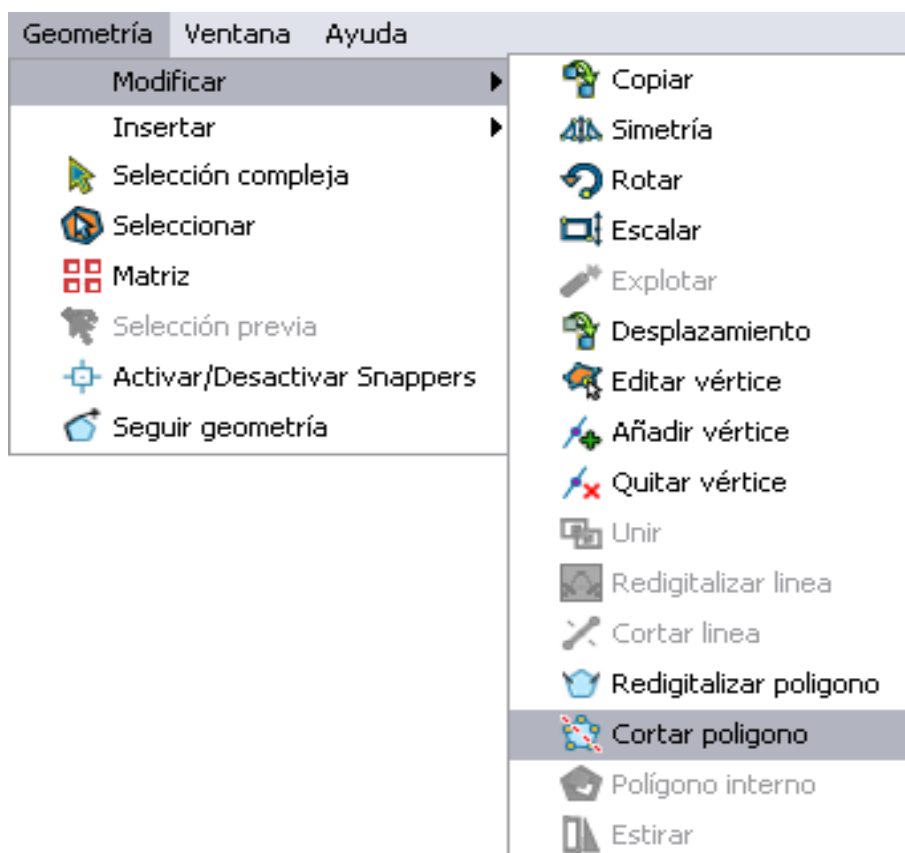 Geometría Ventana Ayuda
Modificar
Insertar
Selección compleja
Seleccionar
Matriz
Selección previa
Activar/Desactivar Snappers
Seguir geometría
Copiar
Simetría
Rotar
Escalar
Explotar
Desplazamiento
Editar vértice
Añadir vértice
Quitar vértice
Unir
Redigitalizar linea
Cortar linea
Redigitalizar poligono
Cortar poligono
Polígono interno
Estirar